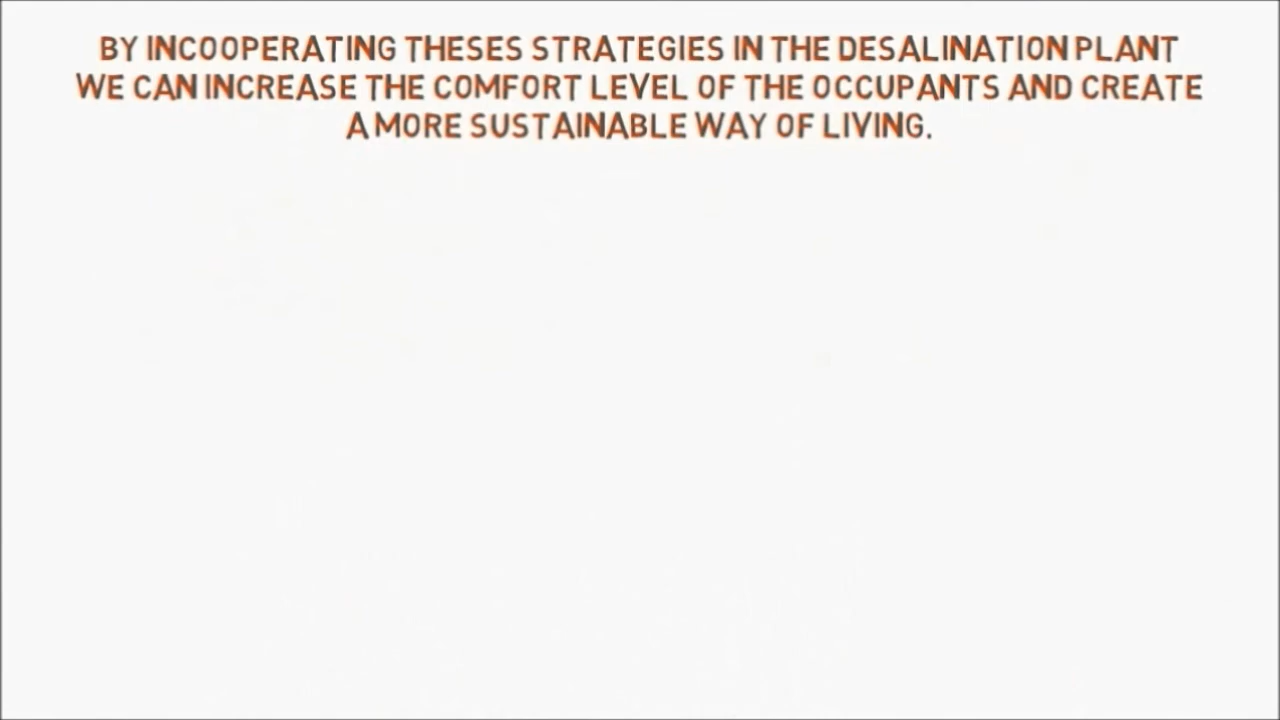 BY INCOOPERATING THESES STRATEGIES IN THE DESALINATION PLANT
WE CAN INCREASE THE COMFORT LEVEL OF THE OCCUPANTS AND CREATE
A MORE SUSTAINABLE WAY OF LIVING.